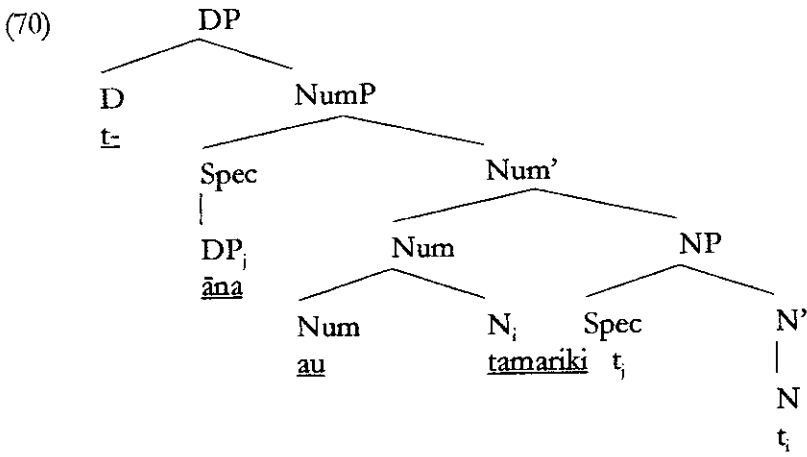 (70) DP
D NumP
t-
Spec Num'
DPⱼ Num NP
āna
Num Nᵢ Spec N'
au tamariki tⱼ
N
tᵢ